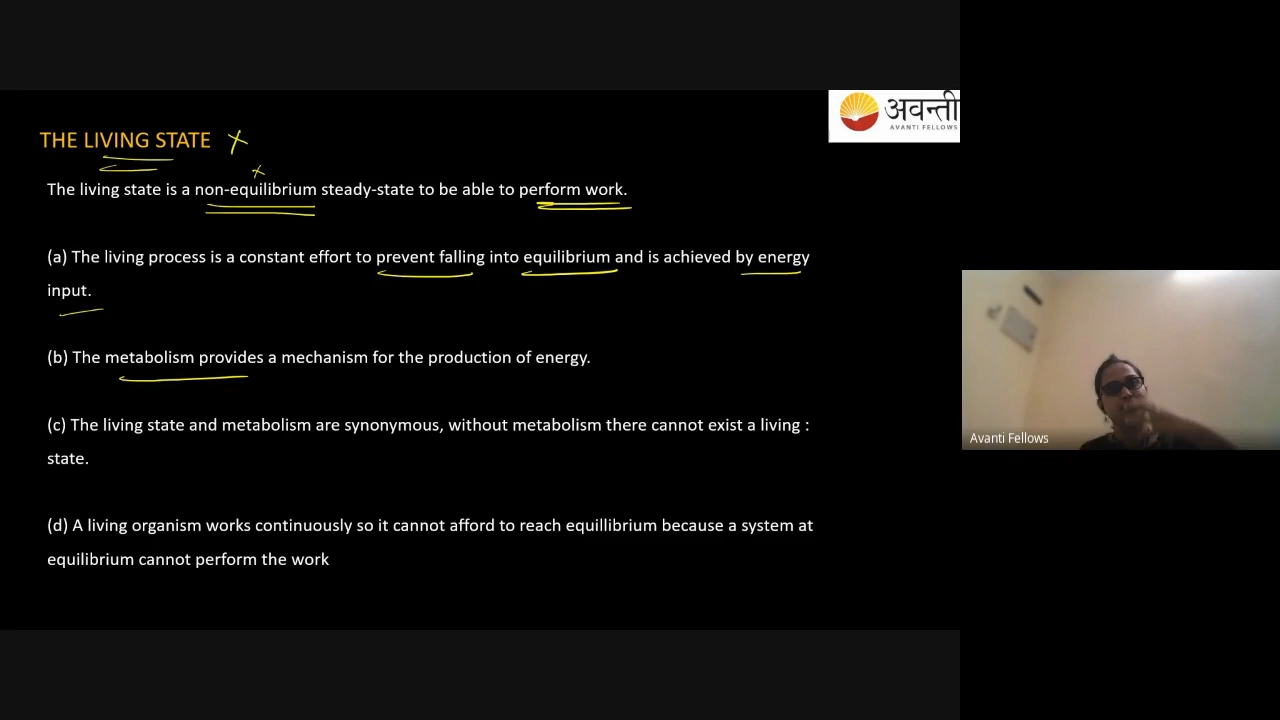 अवन्ती
AVANTI FELLOWS
THE LIVING STATE
The living state is a non-equilibrium steady-state to be able to perform work.
(a) The living process is a constant effort to prevent falling into equilibrium and is achieved by energy
input.
(b) The metabolism provides a mechanism for the production of energy.
(c) The living state and metabolism are synonymous, without metabolism there cannot exist a living :
state.
(d) A living organism works continuously so it cannot afford to reach equillibrium because a system at
equilibrium cannot perform the work
Avanti Fellows